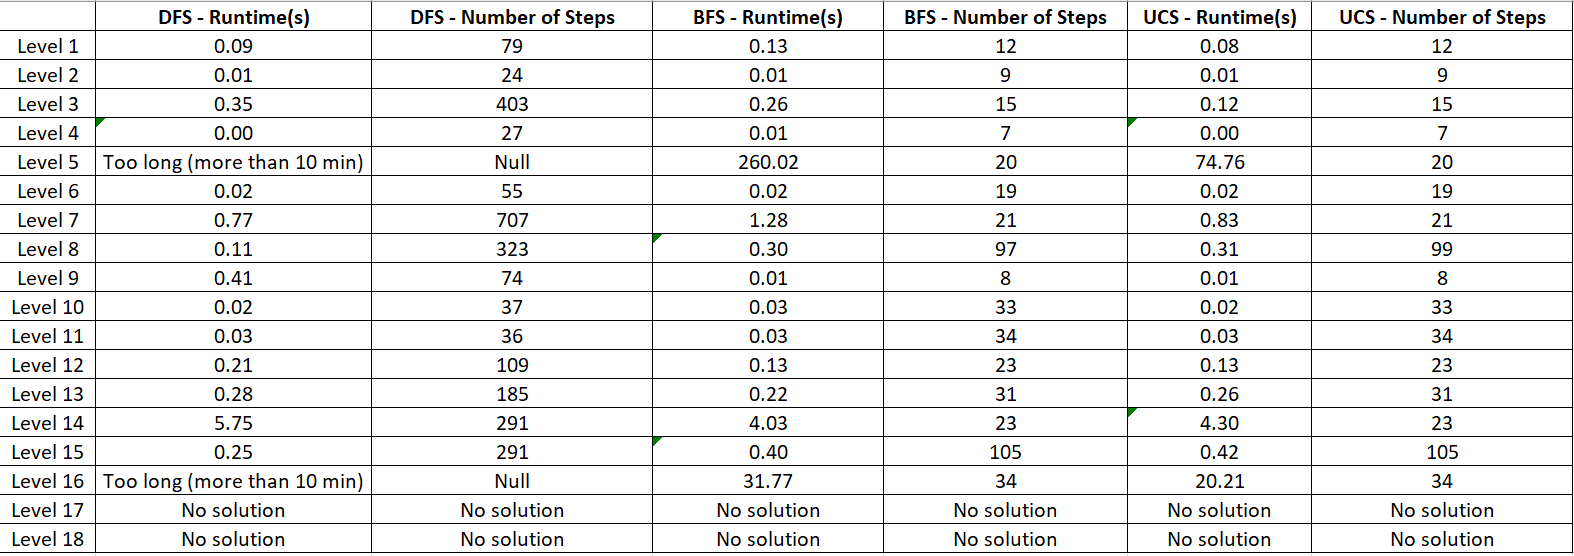 DFS - Runtime(s) DFS - Number of Steps BFS - Runtime(s) BFS - Number of Steps UCS - Runtime(s) UCS - Number of Steps
Level 1 0.09 79 0.13 12 0.08 12
Level 2 0.01 24 0.01 9 0.01 9
Level 3 0.35 403 0.26 15 0.12 15
Level 4 0.00 27 0.01 7 0.00 7
Level 5 Too long (more than 10 min) Null 260.02 20 74.76 20
Level 6 0.02 55 0.02 19 0.02 19
Level 7 0.77 707 1.28 21 0.83 21
Level 8 0.11 323 0.30 97 0.31 99
Level 9 0.41 74 0.01 8 0.01 8
Level 10 0.02 37 0.03 33 0.02 33
Level 11 0.03 36 0.03 34 0.03 34
Level 12 0.21 109 0.13 23 0.13 23
Level 13 0.28 185 0.22 31 0.26 31
Level 14 5.75 291 4.03 23 4.30 23
Level 15 0.25 291 0.40 105 0.42 105
Level 16 Too long (more than 10 min) Null 31.77 34 20.21 34
Level 17 No solution No solution No solution No solution No solution No solution
Level 18 No solution No solution No solution No solution No solution No solution